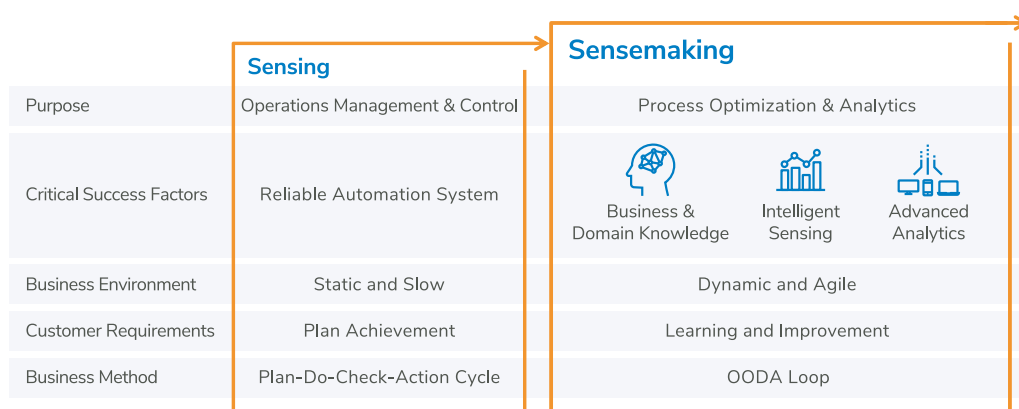 Sensing
Sensemaking
Purpose
Operations Management & Control
Process Optimization & Analytics
Critical Success Factors
Reliable Automation System
Business &
Domain Knowledge
Intelligent
Sensing
Advanced
Analytics
Business Environment
Static and Slow
Dynamic and Agile
Customer Requirements
Plan Achievement
Learning and Improvement
Business Method
Plan-Do-Check-Action Cycle
OODA Loop